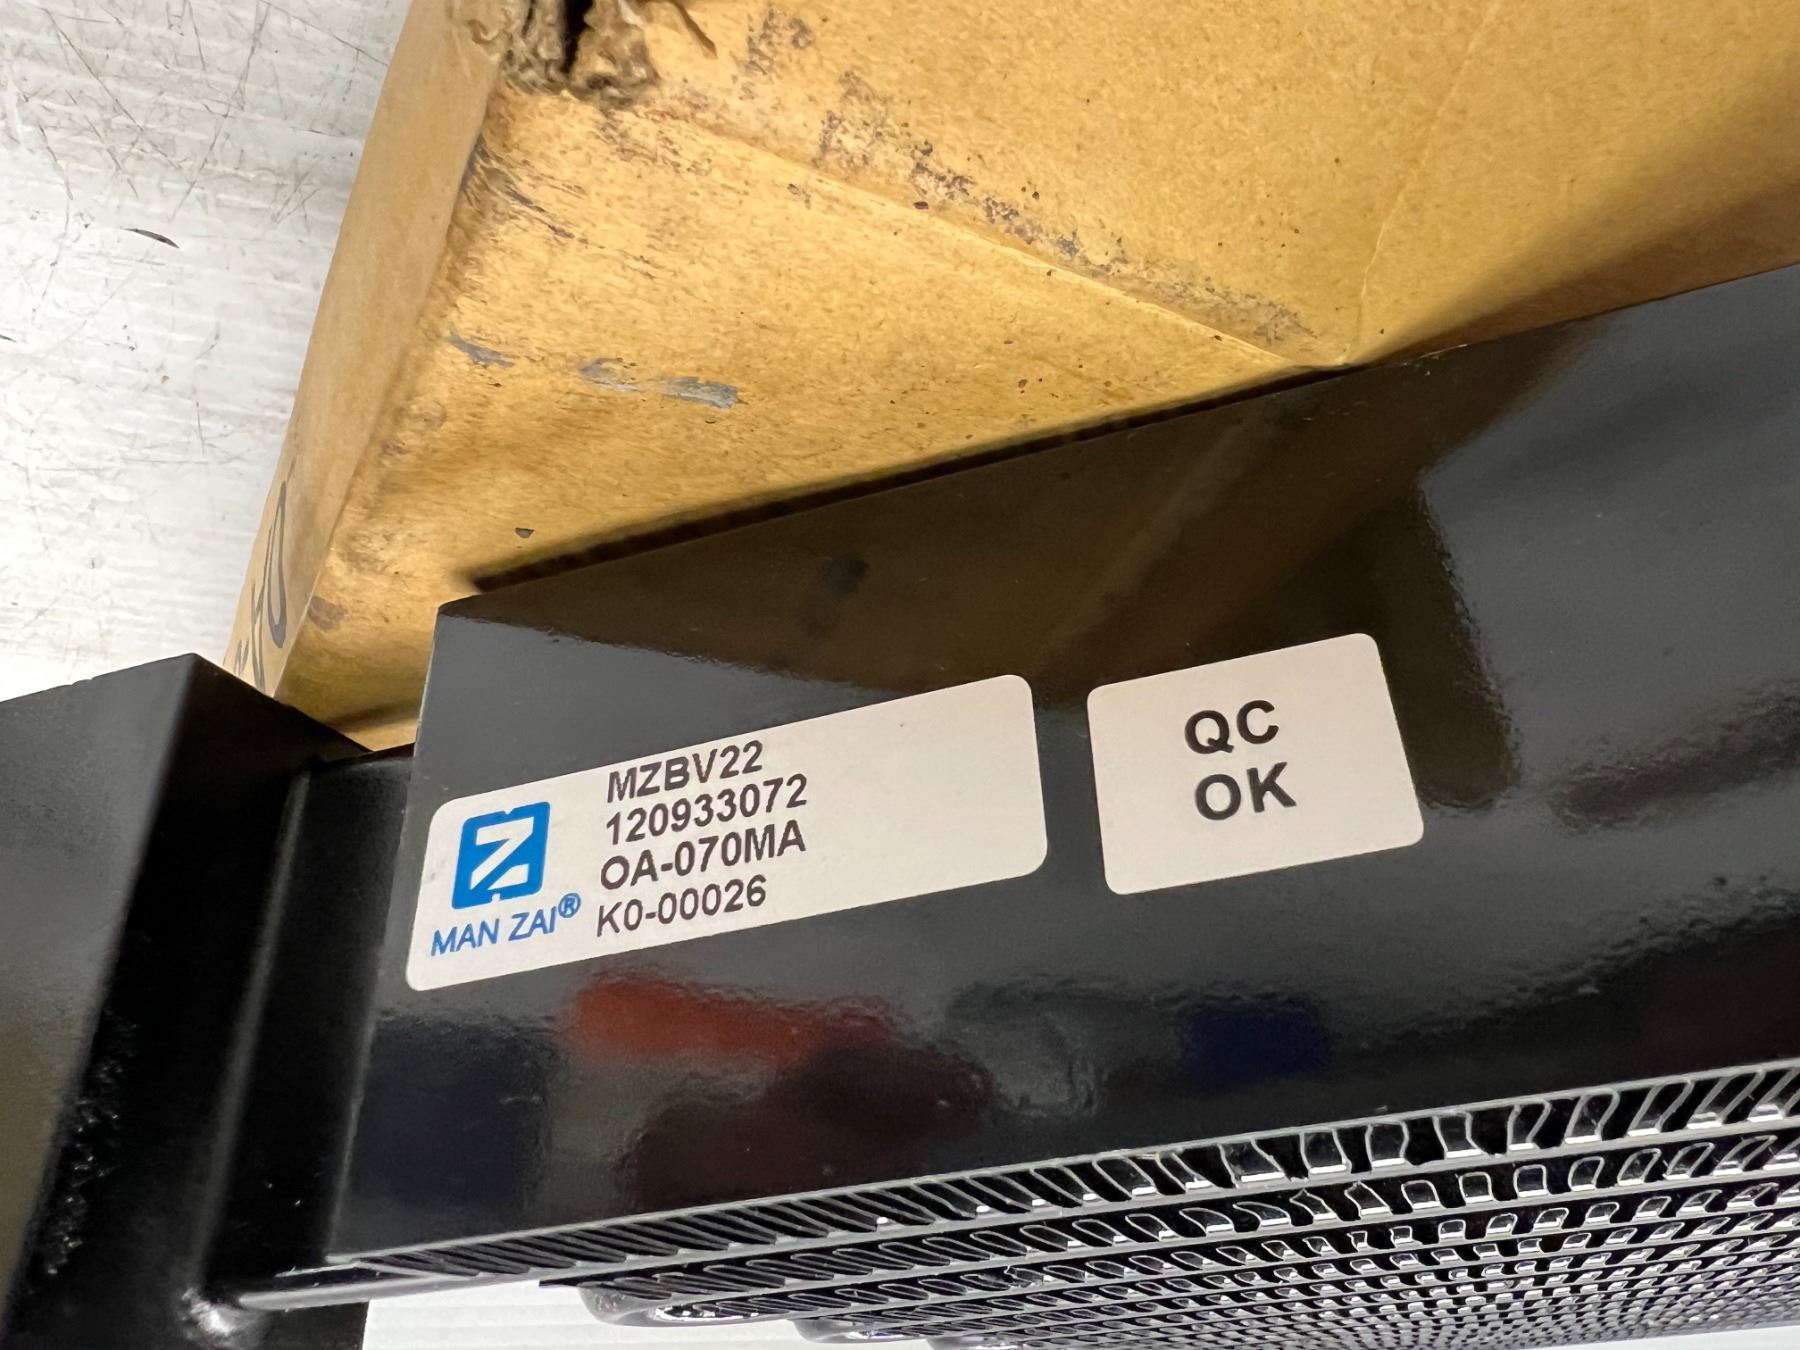 MZBV22
120933072
OA-070MA
K0-00026
MAN ZAI®
QC
OK